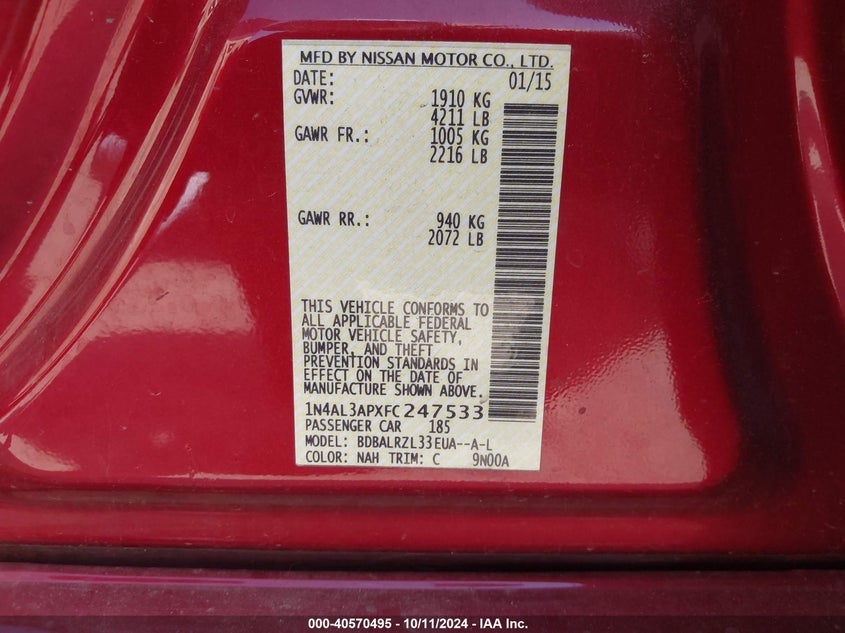 MFD BY NISSAN MOTOR CO., LTD.
DATE: 01/15
GVWR: 1910 KG
4211 LB
GAWR FR.: 1005 KG
2216 LB
GAWR RR.: 940 KG
2072 LB
THIS VEHICLE CONFORMS TO
ALL APPLICABLE FEDERAL
MOTOR VEHICLE SAFETY,
BUMPER, AND THEFT
PREVENTION STANDARDS IN
EFFECT ON THE DATE OF
MANUFACTURE SHOWN ABOVE.
1N4AL3APXFC247533
PASSENGER CAR 185
MODEL: BDBALRZL33EUA--A-L
COLOR: NAH TRIM: C 9N00A
000-40570495 - 10/11/2024 - IAA Inc.